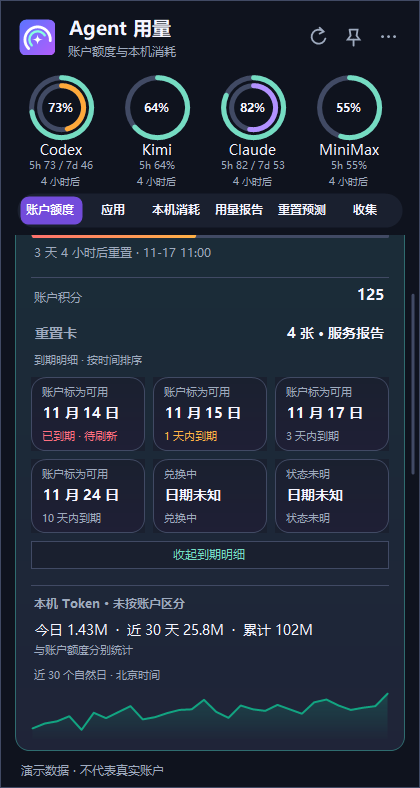 Agent 用量
账户额度与本机消耗
73% 64% 82% 55%
Codex Kimi Claude MiniMax
5h 73 / 7d 46 5h 64% 5h 82 / 7d 53 5h 55%
4 小时后 4 小时后 4 小时后 4 小时后
账户额度 应用 本机消耗 用量报告 重置预测 收集
3 天 4 小时后重置 · 11-17 11:00
账户积分 125
重置卡 4 张 • 服务报告
到期明细 · 按时间排序
账户标为可用 账户标为可用 账户标为可用
11 月 14 日 11 月 15 日 11 月 17 日
已到期 · 待刷新 1 天内到期 3 天内到期
账户标为可用 兑换中 状态未明
11 月 24 日 日期未知 日期未知
10 天内到期 兑换中 状态未明
收起到期明细
本机 Token • 未按账户区分
今日 1.43M · 近 30 天 25.8M · 累计 102M
与账户额度分别统计
近 30 个自然日 · 北京时间
演示数据 · 不代表真实账户